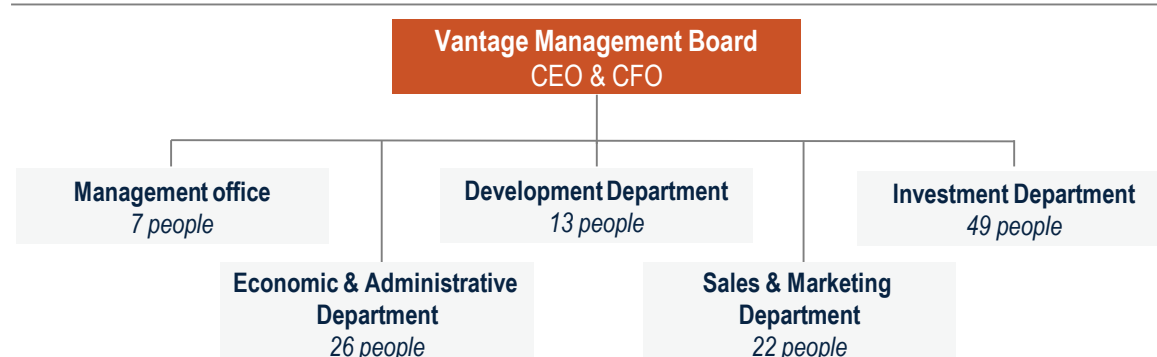 Vantage Management Board
CEO & CFO
Management office
7 people
Development Department
13 people
Investment Department
49 people
Economic & Administrative
Department
26 people
Sales & Marketing
Department
22 people